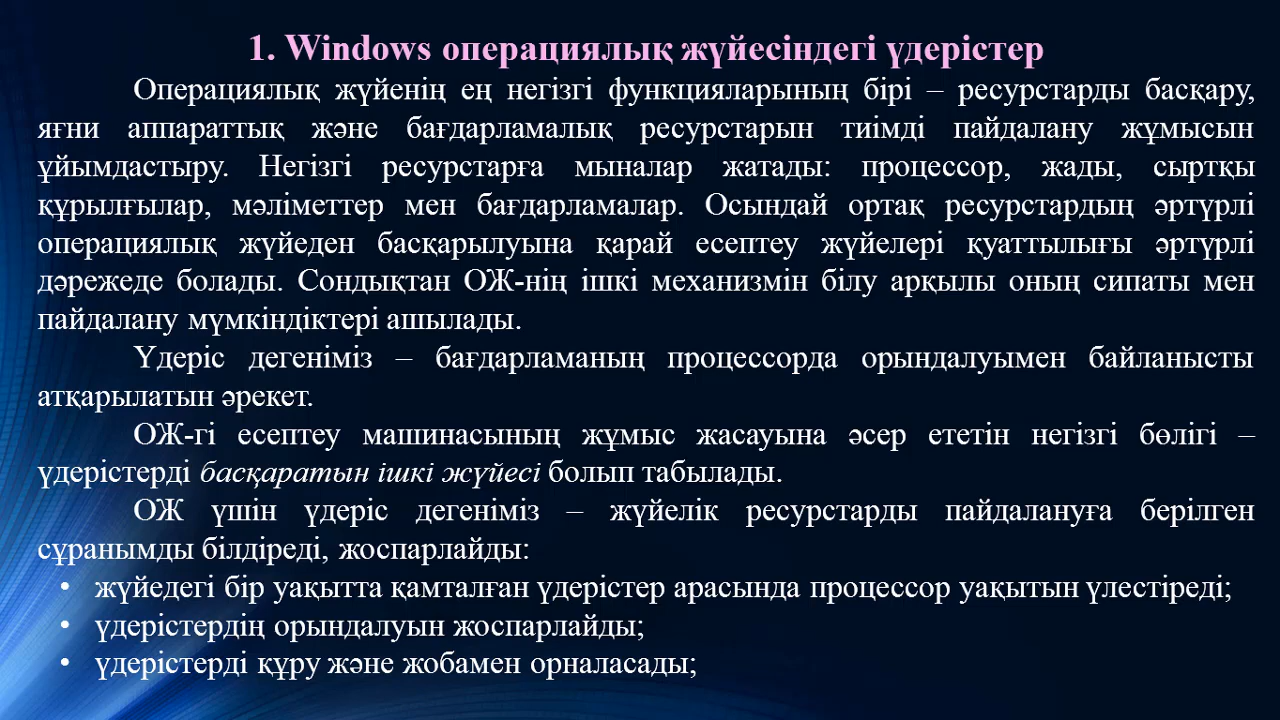 1. Windows операциялық жүйесіндегі үдерістер
Операциялық жүйенің ең негізгі функцияларының бірі – ресурстарды басқару,
яғни аппараттық және бағдарламалық ресурстарын тиімді пайдалану жұмысын
ұйымдастыру. Негізгі ресурстарға мыналар жатады: процессор, жады, сыртқы
құрылғылар, мәліметтер мен бағдарламалар. Осындай ортақ ресурстардың әртүрлі
операциялық жүйеден басқарылуына қарай есептеу жүйелері қуаттылығы әртүрлі
дәрежеде болады. Сондықтан ОЖ-нің ішкі механизмін білу арқылы оның сипаты мен
пайдалану мүмкіндіктері ашылады.
Үдеріс дегеніміз – бағдарламаның процессорда орындалуымен байланысты
атқарылатын әрекет.
ОЖ-гі есептеу машинасының жұмыс жасауына әсер ететін негізгі бөлігі –
үдерістерді басқаратын ішкі жүйесі болып табылады.
ОЖ үшін үдеріс дегеніміз – жүйелік ресурстарды пайдалануға берілген
сұранымды білдіреді, жоспарлайды:
• жүйедегі бір уақытта қамталған үдерістер арасында процессор уақытын үлестіреді;
• үдерістердің орындалуын жоспарлайды;
• үдерістерді құру және жобамен орналасады;